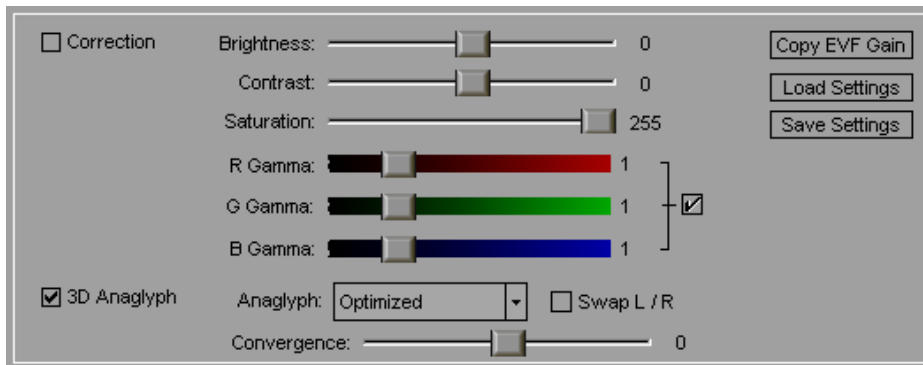 Correction Brightness: 0 Copy EVF Gain
Contrast: 0 Load Settings
Saturation: 255 Save Settings
R Gamma: 1
G Gamma: 1
B Gamma: 1
3D Anaglyph Anaglyph: Optimized Swap L / R
Convergence: 0